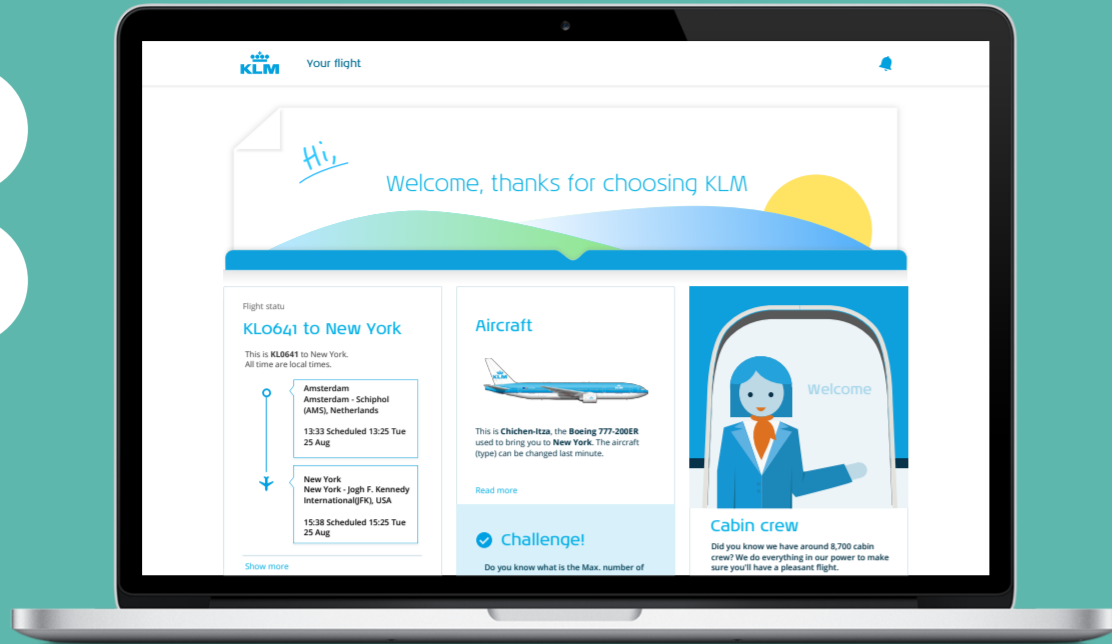 KLM
Your flight
Hi,
Welcome, thanks for choosing KLM
Flight statu
KL0641 to New York
This is KL0641 to New York.
All time are local times.
Amsterdam
Amsterdam - Schiphol
(AMS), Netherlands
13:33 Scheduled 13:25 Tue
25 Aug
New York
New York - Jogh F. Kennedy
International(JFK), USA
15:38 Scheduled 15:25 Tue
25 Aug
Show more
Aircraft
KLM
This is Chichen-Itza, the Boeing 777-200ER
used to bring you to New York. The aircraft
(type) can be changed last minute.
Read more
Challenge!
Do you know what is the Max. number of
Welcome
Cabin crew
Did you know we have around 8,700 cabin
crew? We do everything in our power to make
sure you'll have a pleasant flight.